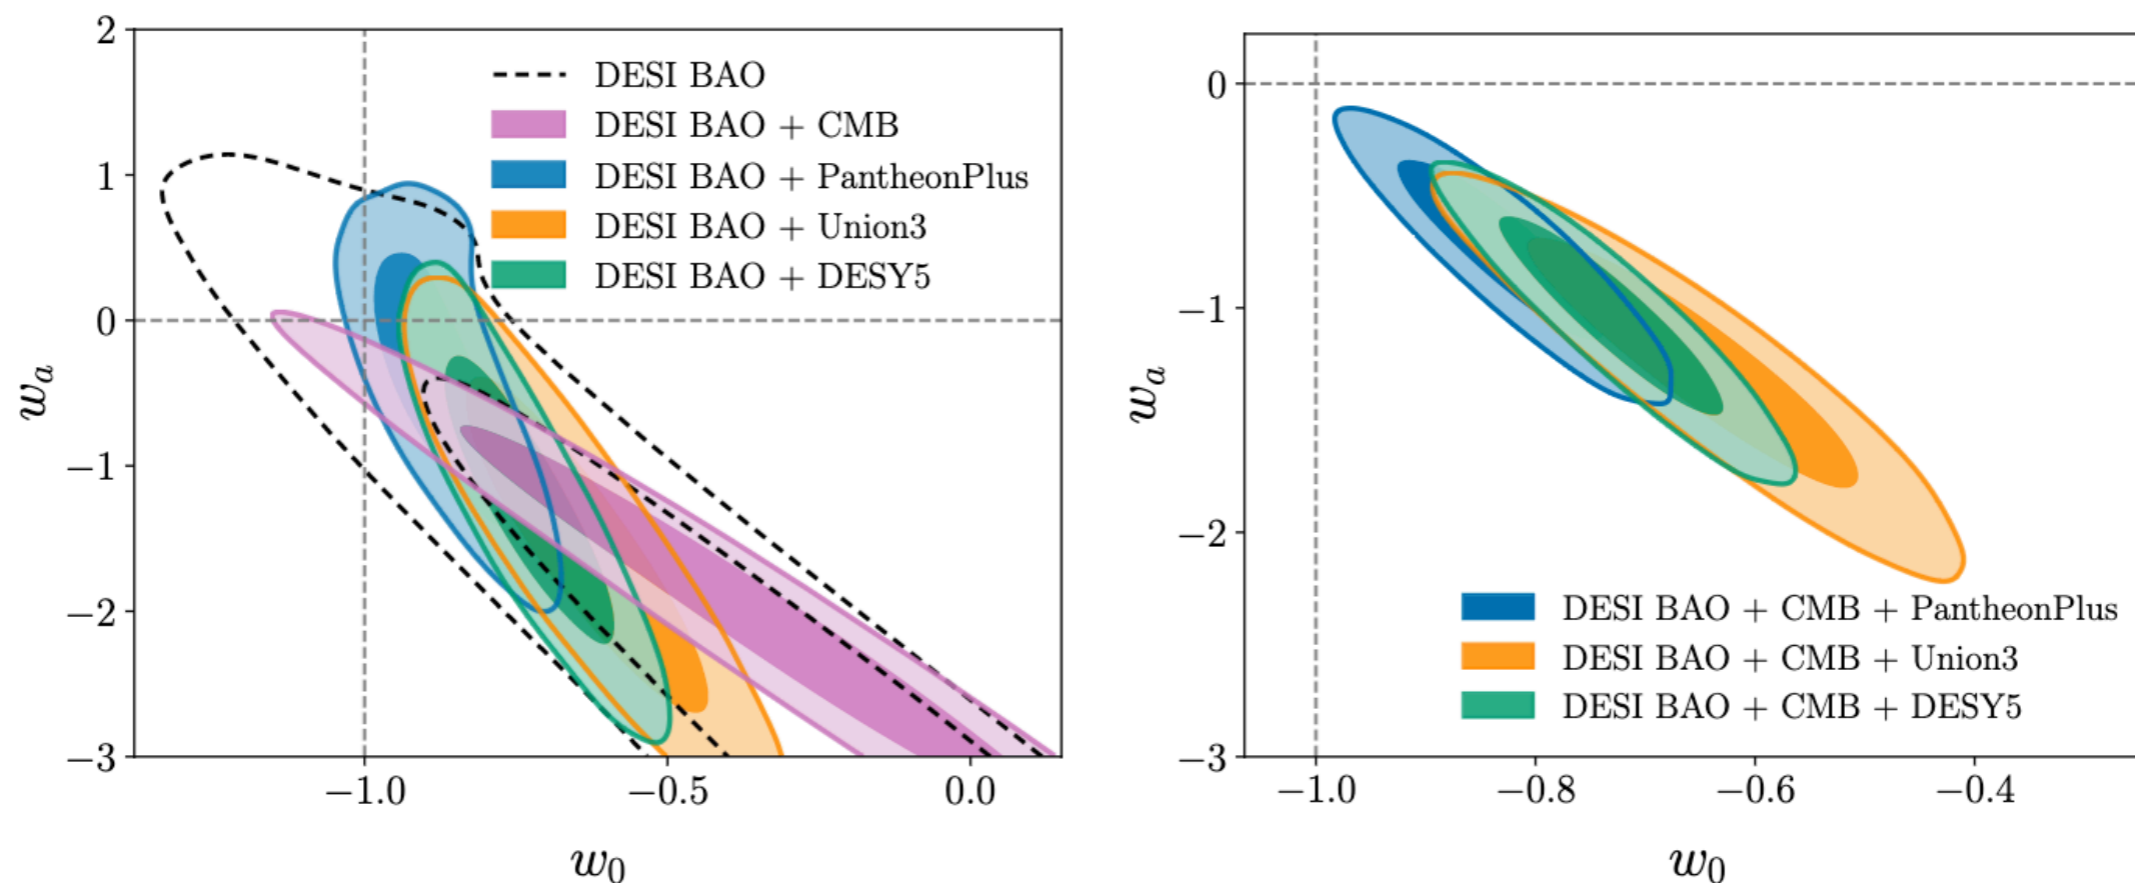 2
1
0
−1
−2
−3
w_a
−1.0
−0.5
0.0
w_0
DESI BAO
DESI BAO + CMB
DESI BAO + PantheonPlus
DESI BAO + Union3
DESI BAO + DESY5
0
−1
−2
−3
w_a
−1.0
−0.8
−0.6
−0.4
w_0
DESI BAO + CMB + PantheonPlus
DESI BAO + CMB + Union3
DESI BAO + CMB + DESY5